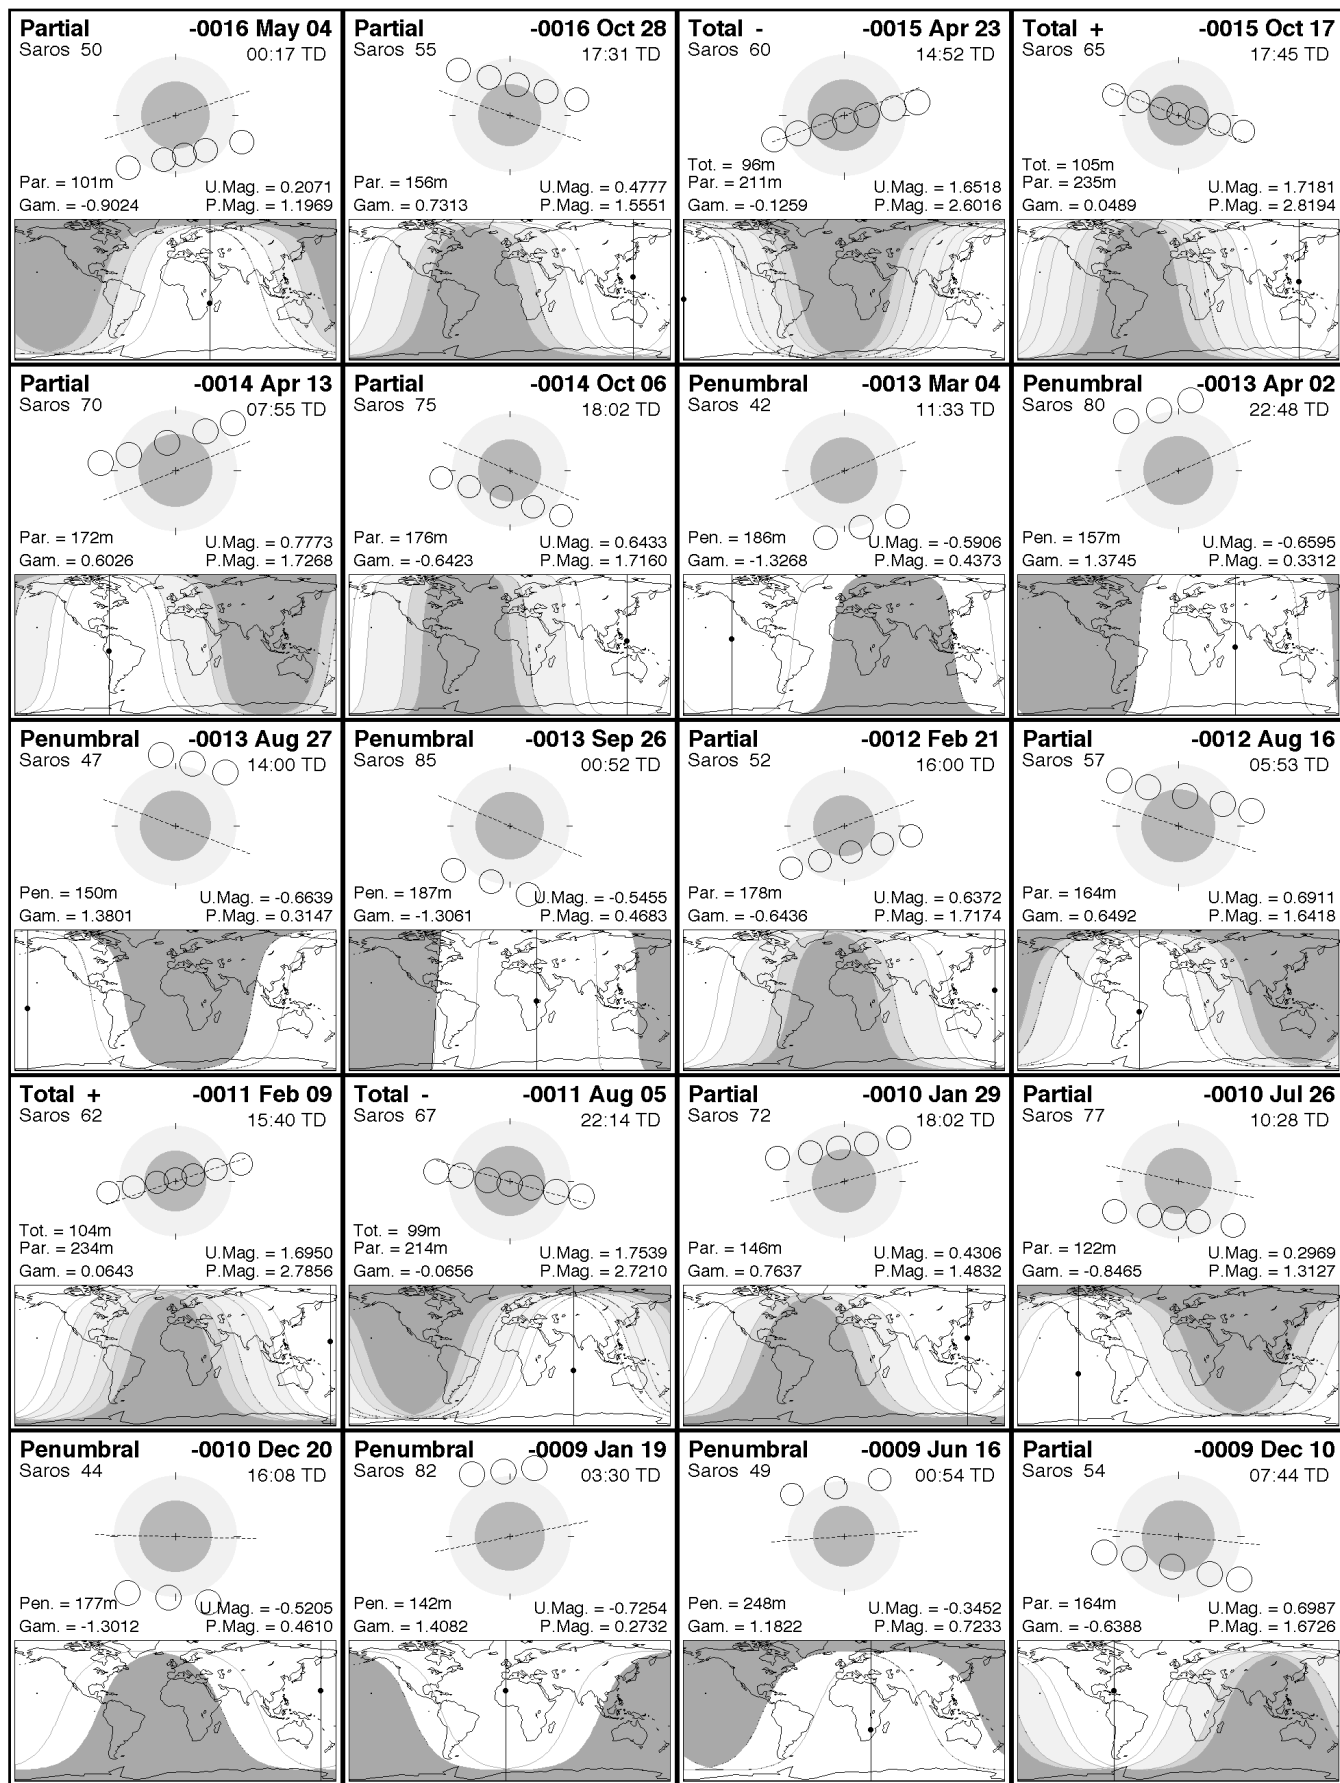 Partial -0016 May 04
Saros 50 00:17 TD
Par. = 101m U.Mag. = 0.2071
Gam. = -0.9024 P.Mag. = 1.1969
Partial -0016 Oct 28
Saros 55 17:31 TD
Par. = 156m U.Mag. = 0.4777
Gam. = 0.7313 P.Mag. = 1.5551
Total - -0015 Apr 23
Saros 60 14:52 TD
Tot. = 96m
Par. = 211m U.Mag. = 1.6518
Gam. = -0.1259 P.Mag. = 2.6016
Total + -0015 Oct 17
Saros 65 17:45 TD
Tot. = 105m
Par. = 235m U.Mag. = 1.7181
Gam. = 0.0489 P.Mag. = 2.8194
Partial -0014 Apr 13
Saros 70 07:55 TD
Par. = 172m U.Mag. = 0.7773
Gam. = 0.6026 P.Mag. = 1.7268
Partial -0014 Oct 06
Saros 75 18:02 TD
Par. = 176m U.Mag. = 0.6433
Gam. = -0.6423 P.Mag. = 1.7160
Penumbral -0013 Mar 04
Saros 42 11:33 TD
Pen. = 186m U.Mag. = -0.5906
Gam. = -1.3268 P.Mag. = 0.4373
Penumbral -0013 Apr 02
Saros 80 22:48 TD
Pen. = 157m U.Mag. = -0.6595
Gam. = 1.3745 P.Mag. = 0.3312
Penumbral -0013 Aug 27
Saros 47 14:00 TD
Pen. = 150m U.Mag. = -0.6639
Gam. = 1.3801 P.Mag. = 0.3147
Penumbral -0013 Sep 26
Saros 85 00:52 TD
Pen. = 187m U.Mag. = -0.5455
Gam. = -1.3061 P.Mag. = 0.4683
Partial -0012 Feb 21
Saros 52 16:00 TD
Par. = 178m U.Mag. = 0.6372
Gam. = -0.6436 P.Mag. = 1.7174
Partial -0012 Aug 16
Saros 57 05:53 TD
Par. = 164m U.Mag. = 0.6911
Gam. = 0.6492 P.Mag. = 1.6418
Total + -0011 Feb 09
Saros 62 15:40 TD
Tot. = 104m
Par. = 234m U.Mag. = 1.6950
Gam. = 0.0643 P.Mag. = 2.7856
Total - -0011 Aug 05
Saros 67 22:14 TD
Tot. = 99m
Par. = 214m U.Mag. = 1.7539
Gam. = -0.0656 P.Mag. = 2.7210
Partial -0010 Jan 29
Saros 72 18:02 TD
Par. = 146m U.Mag. = 0.4306
Gam. = 0.7637 P.Mag. = 1.4832
Partial -0010 Jul 26
Saros 77 10:28 TD
Par. = 122m U.Mag. = 0.2969
Gam. = -0.8465 P.Mag. = 1.3127
Penumbral -0010 Dec 20
Saros 44 16:08 TD
Pen. = 177m U.Mag. = -0.5205
Gam. = -1.3012 P.Mag. = 0.4610
Penumbral -0009 Jan 19
Saros 82 03:30 TD
Pen. = 142m U.Mag. = -0.7254
Gam. = 1.4082 P.Mag. = 0.2732
Penumbral -0009 Jun 16
Saros 49 00:54 TD
Pen. = 248m U.Mag. = -0.3452
Gam. = 1.1822 P.Mag. = 0.7233
Partial -0009 Dec 10
Saros 54 07:44 TD
Par. = 164m U.Mag. = 0.6987
Gam. = -0.6388 P.Mag. = 1.6726